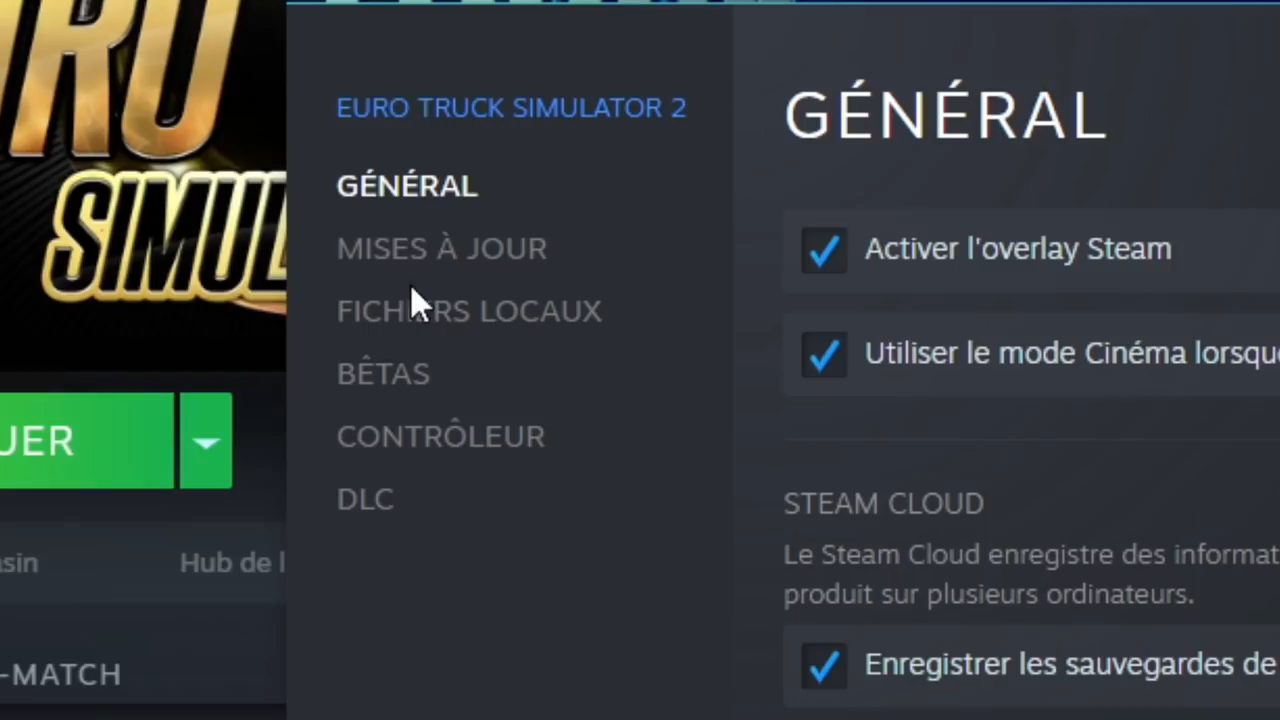 EURO TRUCK SIMULATOR 2
GÉNÉRAL
MISES À JOUR
FICHIERS LOCAUX
BÊTAS
CONTRÔLEUR
DLC
GÉNÉRAL
Activer l'overlay Steam
Utiliser le mode Cinéma lorsque
STEAM CLOUD
Le Steam Cloud enregistre des informat
produit sur plusieurs ordinateurs.
Enregistrer les sauvegardes de
RO
SIMUL
UER
sin
Hub de l
-MATCH